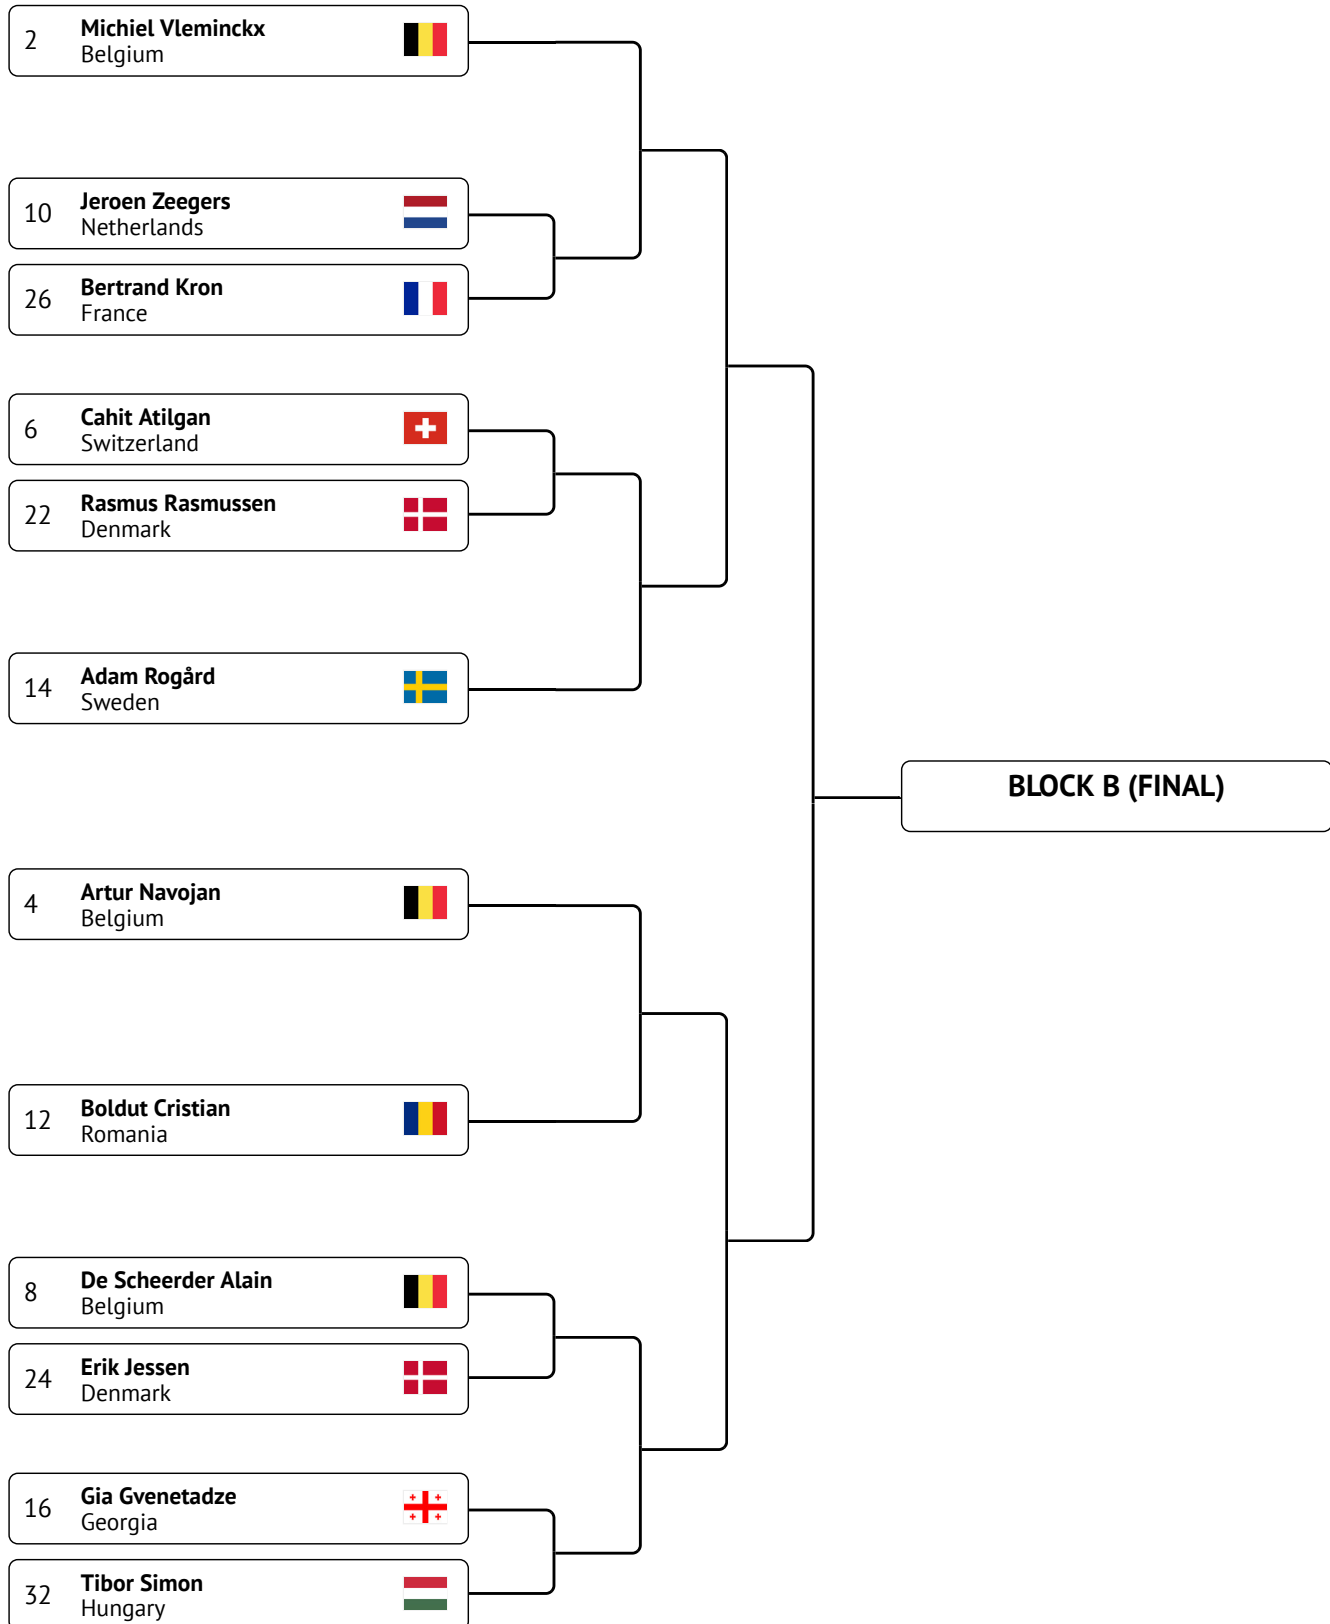 2
Michiel Vleminckx
Belgium
10
Jeroen Zeegers
Netherlands
26
Bertrand Kron
France
6
Cahit Atilgan
Switzerland
22
Rasmus Rasmussen
Denmark
14
Adam Rogård
Sweden
BLOCK B (FINAL)
4
Artur Navojan
Belgium
12
Boldut Cristian
Romania
8
De Scheerder Alain
Belgium
24
Erik Jessen
Denmark
16
Gia Gvenetadze
Georgia
32
Tibor Simon
Hungary